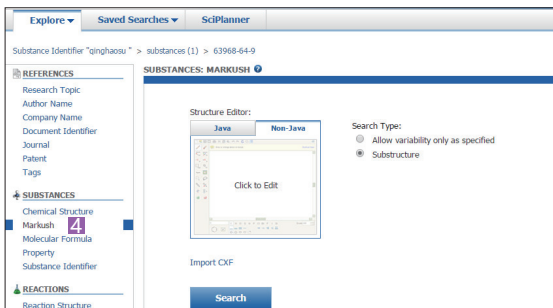 Explore ▼ Saved Searches ▼ SciPlanner
Substance Identifier "qinghaosu " > substances (1) > 63968-64-9
REFERENCES
Research Topic
Author Name
Company Name
Document Identifier
Journal
Patent
Tags
SUBSTANCES
Chemical Structure
Markush 4
Molecular Formula
Property
Substance Identifier
REACTIONS
Reaction Structure
SUBSTANCES: MARKUSH ?
Structure Editor:
Java Non-Java
Click to Edit
Import CXF
Search
Search Type:
Allow variability only as specified
Substructure